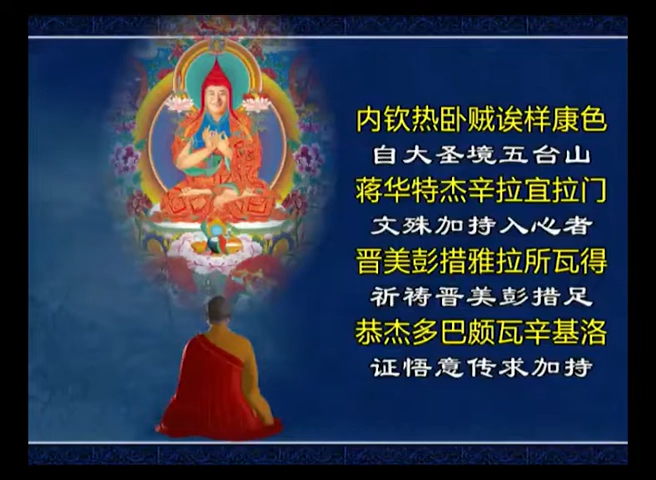 内钦热卧贼诶样康色
自大圣境五台山
蒋华特杰辛拉宜拉门
文殊加持入心者
晋美彭措雅拉所瓦得
祈祷晋美彭措足
恭杰多巴颇瓦辛基洛
证悟意传求加持